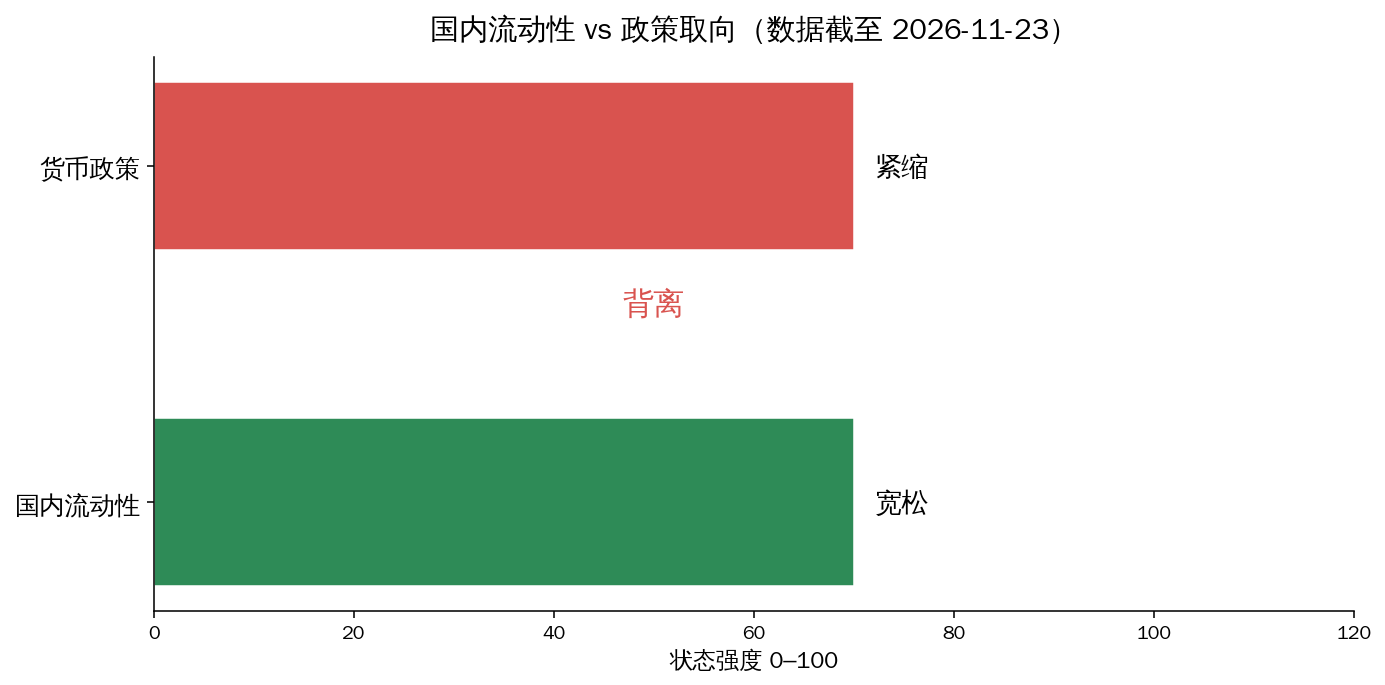 国内流动性 vs 政策取向（数据截至 2026-11-23）
货币政策
紧缩
背离
国内流动性
宽松
0 20 40 60 80 100 120
状态强度 0–100